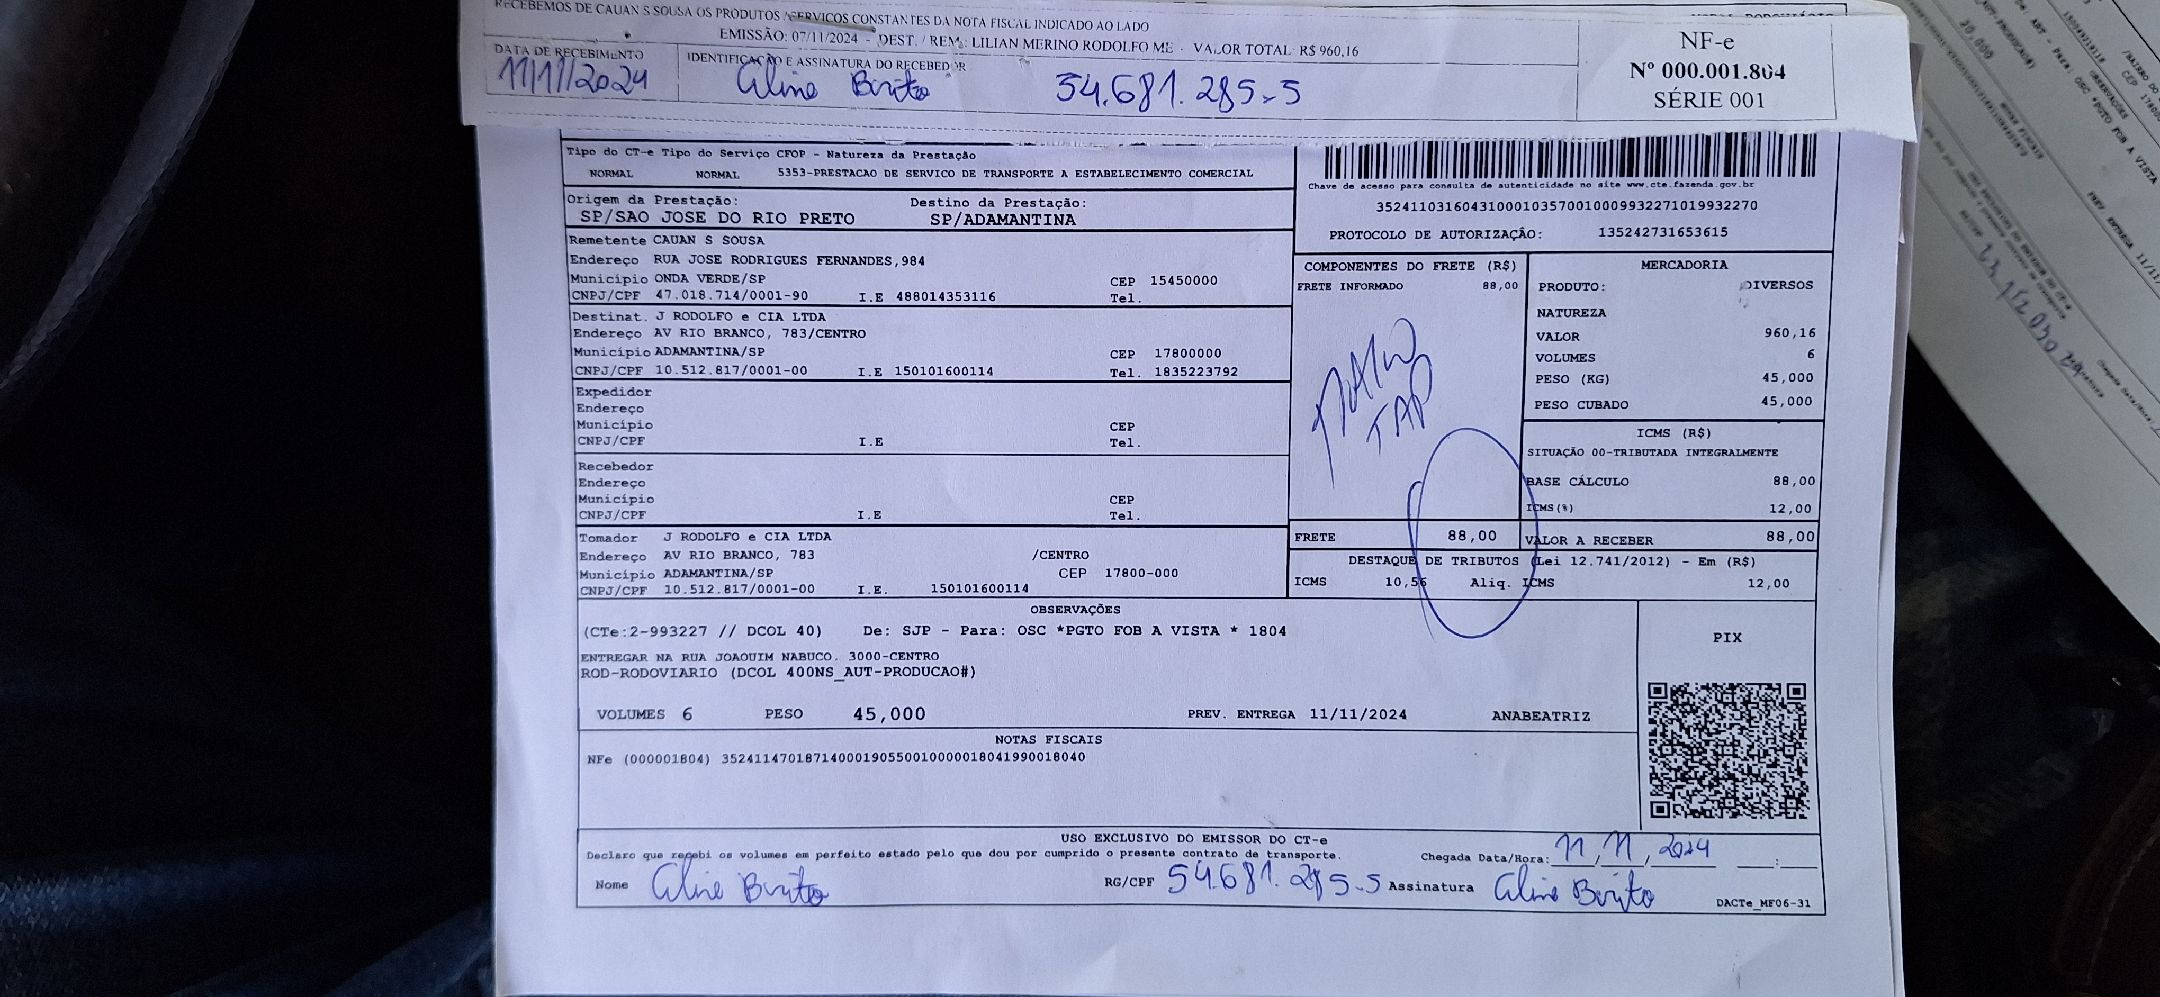 RECEBEMOS DE CAUAN S SOUSA OS PRODUTOS /SERVIÇOS CONSTANTES DA NOTA FISCAL INDICADO AO LADO
EMISSÃO: 07/11/2024 - DEST. / REM.: LILIAN MERINO RODOLFO ME - VALOR TOTAL: R$ 960,16
DATA DE RECEBIMENTO IDENTIFICAÇÃO E ASSINATURA DO RECEBEDOR
11/11/2024 Aline Brito 54.681.285-5
NF-e
Nº 000.001.804
SÉRIE 001
Tipo do CT-e Tipo do Serviço CFOP - Natureza da Prestação
NORMAL NORMAL 5353-PRESTACAO DE SERVICO DE TRANSPORTE A ESTABELECIMENTO COMERCIAL
Chave de acesso para consulta de autenticidade no site www.cte.fazenda.gov.br
35241103160431000103570010009932271019932270
PROTOCOLO DE AUTORIZAÇÃO: 135242731653615
Origem da Prestação: Destino da Prestação:
SP/SAO JOSE DO RIO PRETO SP/ADAMANTINA
Remetente CAUAN S SOUSA
Endereço RUA JOSE RODRIGUES FERNANDES,984
Município ONDA VERDE/SP CEP 15450000
CNPJ/CPF 47.018.714/0001-90 I.E 488014353116 Tel.
Destinat. J RODOLFO e CIA LTDA
Endereço AV RIO BRANCO, 783/CENTRO
Município ADAMANTINA/SP CEP 17800000
CNPJ/CPF 10.512.817/0001-00 I.E 150101600114 Tel. 1835223792
Expedidor
Endereço
Município CEP
CNPJ/CPF I.E Tel.
Recebedor
Endereço
Município CEP
CNPJ/CPF I.E Tel.
Tomador J RODOLFO e CIA LTDA
Endereço AV RIO BRANCO, 783 /CENTRO
Município ADAMANTINA/SP CEP 17800-000
CNPJ/CPF 10.512.817/0001-00 I.E. 150101600114
COMPONENTES DO FRETE (R$)
FRETE INFORMADO 88,00
MERCADORIA
PRODUTO: DIVERSOS
NATUREZA
VALOR 960,16
VOLUMES 6
PESO (KG) 45,000
PESO CUBADO 45,000
ICMS (R$)
SITUAÇÃO 00-TRIBUTADA INTEGRALMENTE
BASE CÁLCULO 88,00
ICMS(%) 12,00
FRETE 88,00 VALOR A RECEBER 88,00
DESTAQUE DE TRIBUTOS (Lei 12.741/2012) - Em (R$)
ICMS 10,56 Aliq. ICMS 12,00
OBSERVAÇÕES
(CTe:2-993227 // DCOL 40) De: SJP - Para: OSC *PGTO FOB A VISTA * 1804
ENTREGAR NA RUA JOAQUIM NABUCO. 3000-CENTRO
ROD-RODOVIARIO (DCOL 400NS_AUT-PRODUCAO#)
VOLUMES 6 PESO 45,000 PREV. ENTREGA 11/11/2024 ANABEATRIZ
PIX
NOTAS FISCAIS
NFe (000001804) 35241147018714000190550010000018041990018040
USO EXCLUSIVO DO EMISSOR DO CT-e
Declaro que recebi os volumes em perfeito estado pelo que dou por cumprido o presente contrato de transporte. Chegada Data/Hora: 11/11/2024 :
Nome Aline Brito RG/CPF 54.681.285-5 Assinatura Aline Brito
DACTe_MF06-31